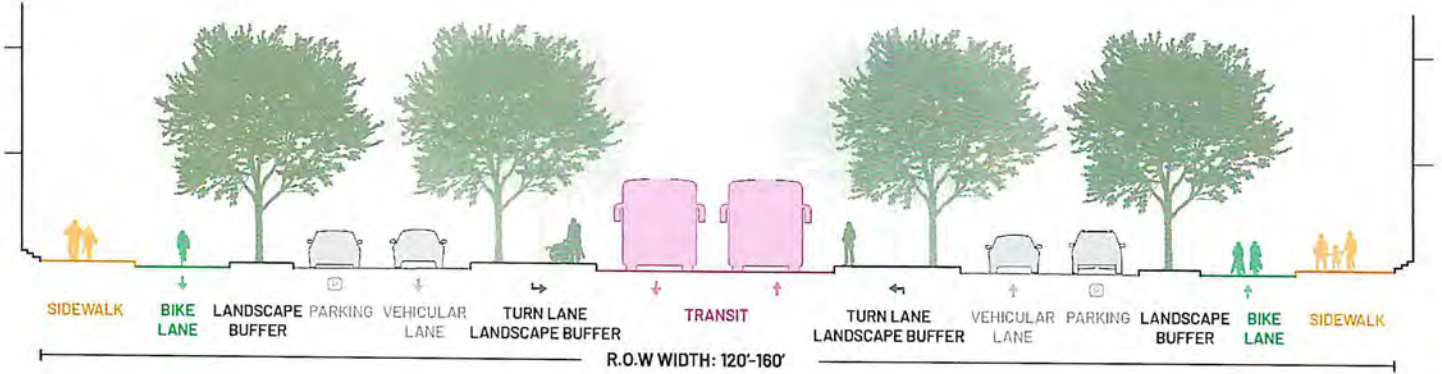 SIDEWALK
BIKE
LANE
LANDSCAPE
BUFFER
P
PARKING
VEHICULAR
LANE
TURN LANE
LANDSCAPE BUFFER
TRANSIT
TURN LANE
LANDSCAPE BUFFER
VEHICULAR
LANE
P
PARKING
LANDSCAPE
BUFFER
BIKE
LANE
SIDEWALK
R.O.W WIDTH: 120'-160'